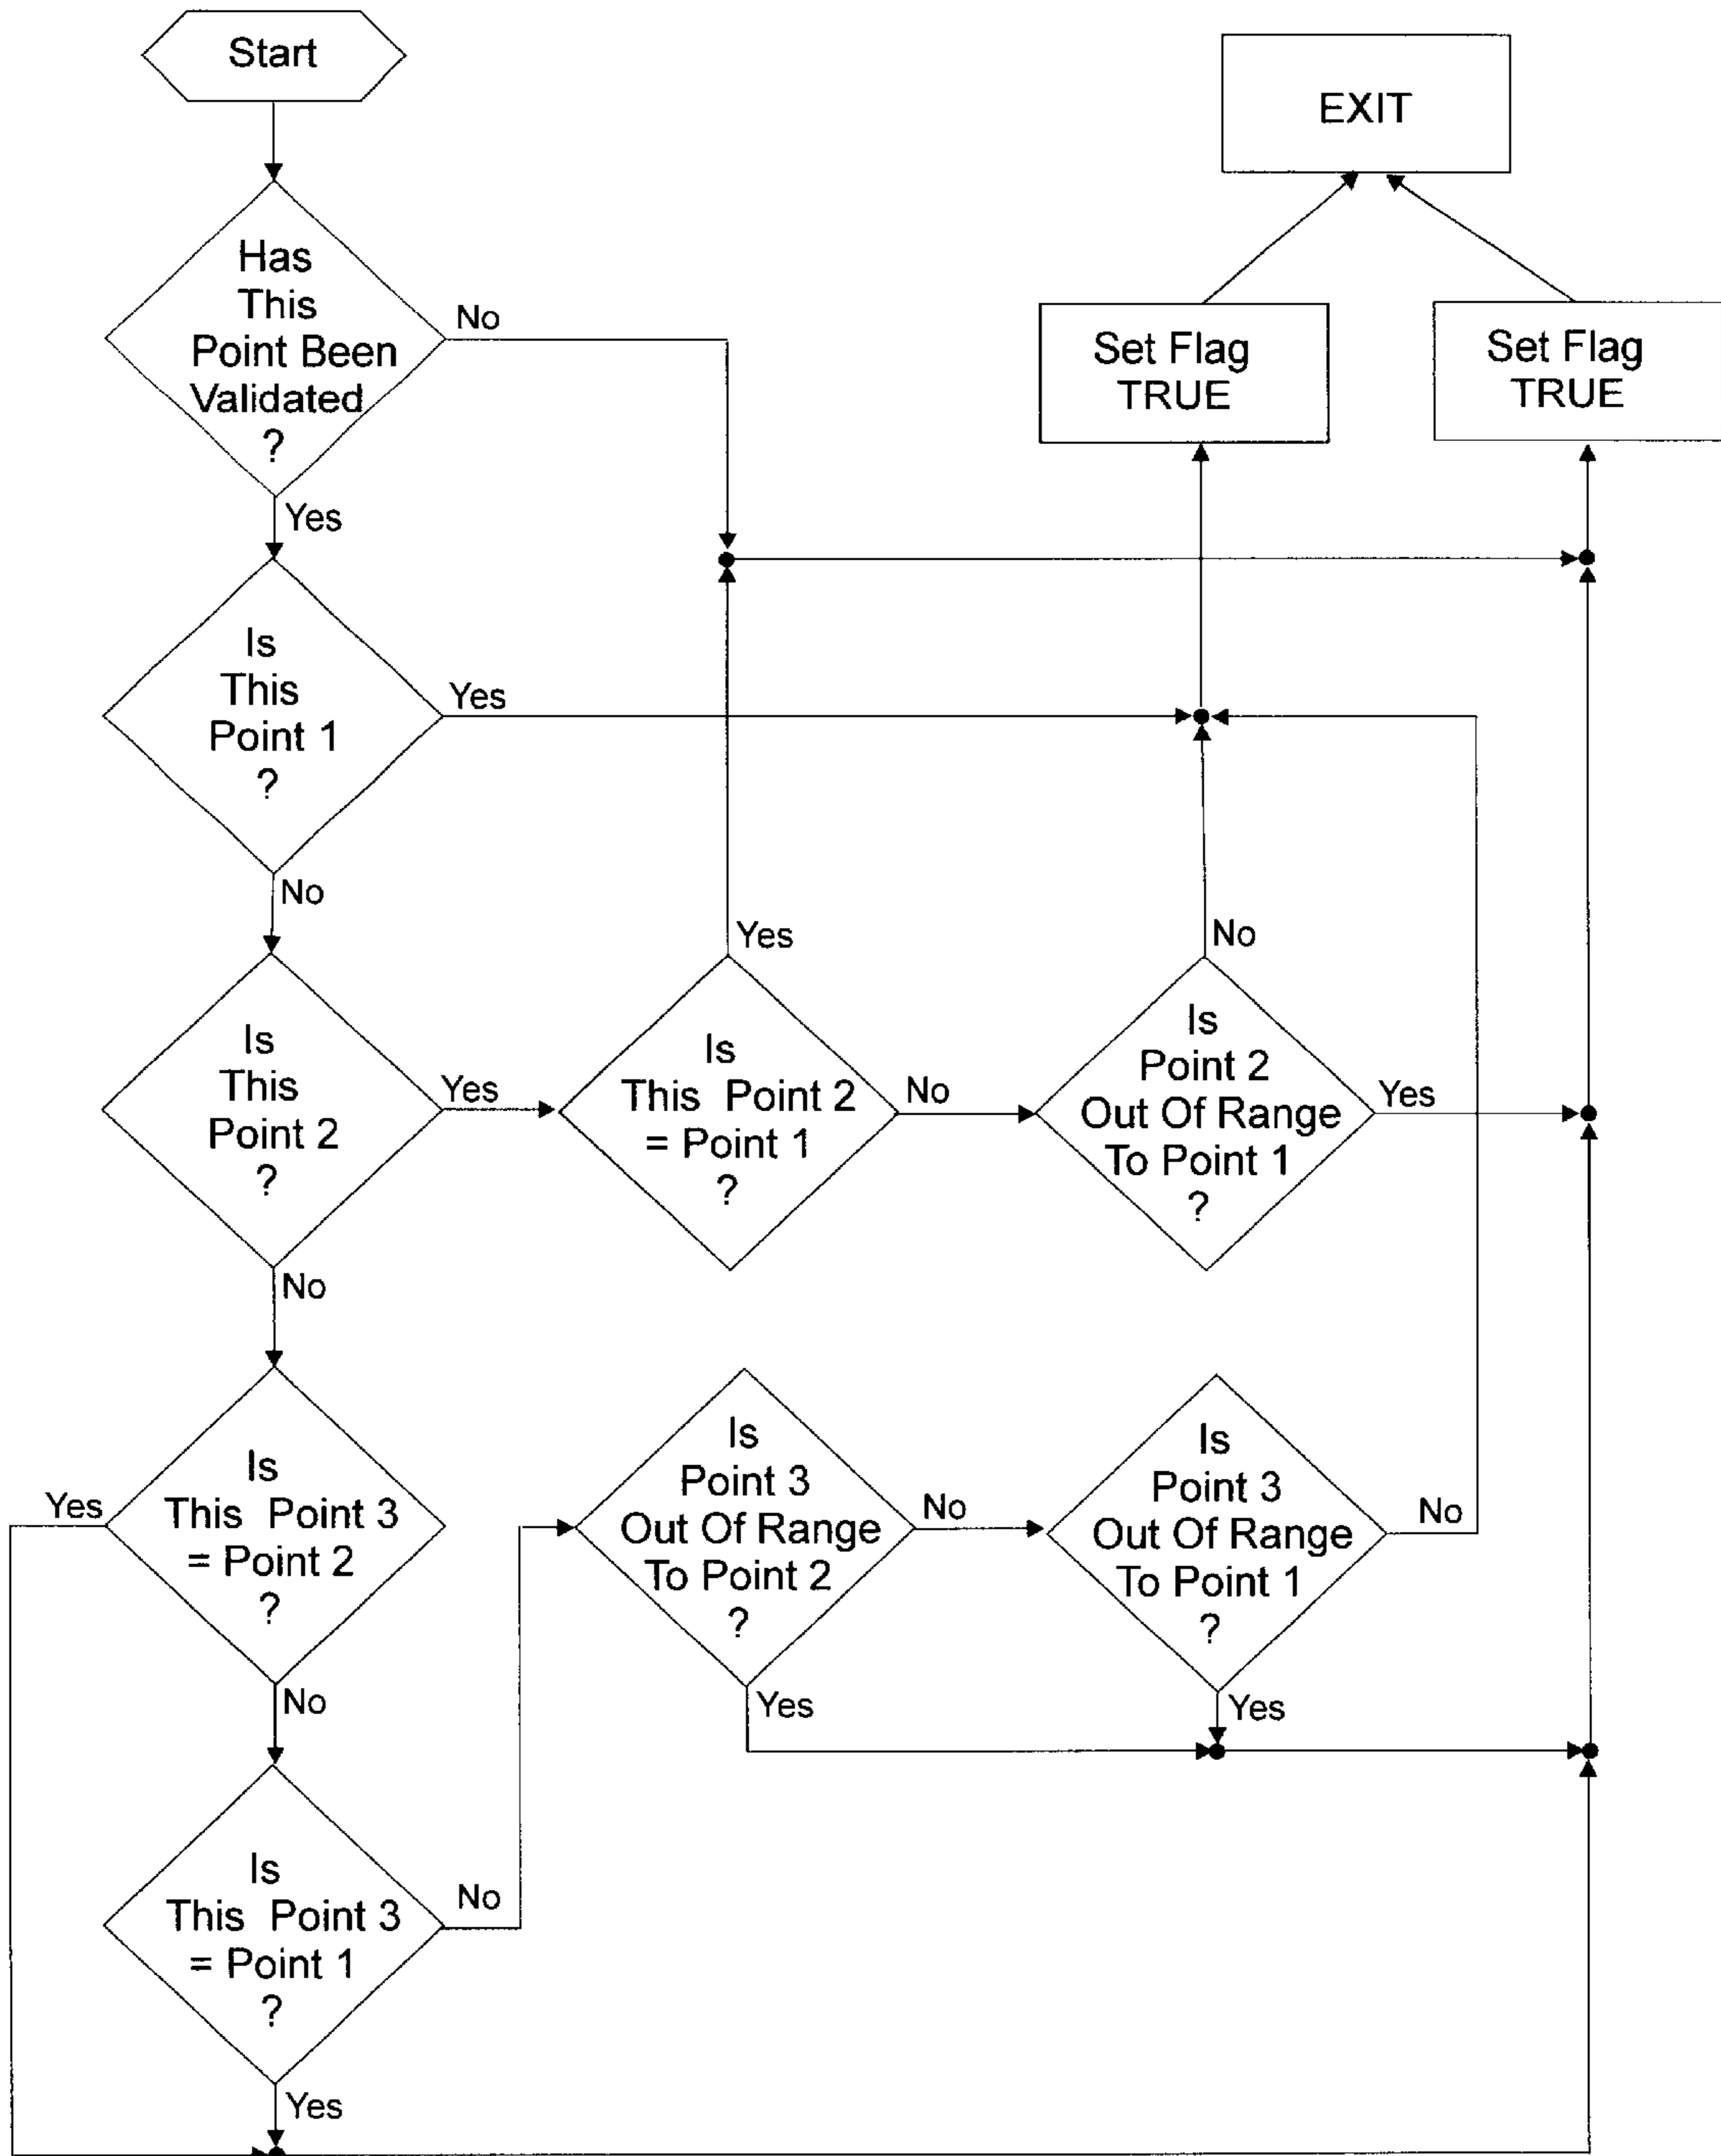 Start
EXIT
Has
This
Point Been
Validated
?
No
Set Flag
TRUE
Set Flag
TRUE
Yes
Is
This
Point 1
?
Yes
No
Is
This
Point 2
?
Yes
Yes
Is
This Point 2
= Point 1
?
No
No
Is
Point 2
Out Of Range
To Point 1
?
Yes
No
Is
This Point 3
= Point 2
?
Yes
No
Is
Point 3
Out Of Range
To Point 2
?
No
Yes
Is
Point 3
Out Of Range
To Point 1
?
No
Yes
Is
This Point 3
= Point 1
?
No
Yes